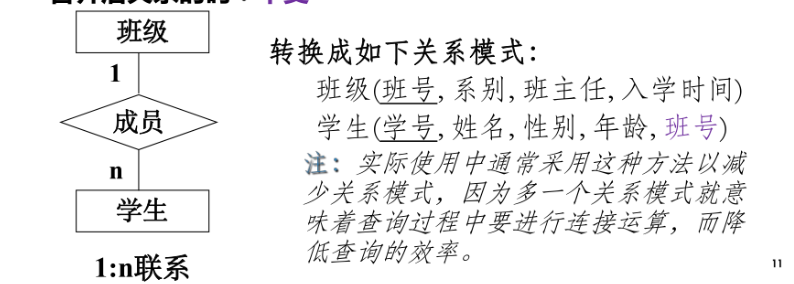 班级
1
成员
n
学生
1:n联系
转换成如下关系模式:
班级(班号,系别,班主任,入学时间)
学生(学号,姓名,性别,年龄,班号)
注:实际使用中通常采用这种方法以减
少关系模式，因为多一个关系模式就意
味着查询过程中要进行连接运算，而降
低查询的效率。
11